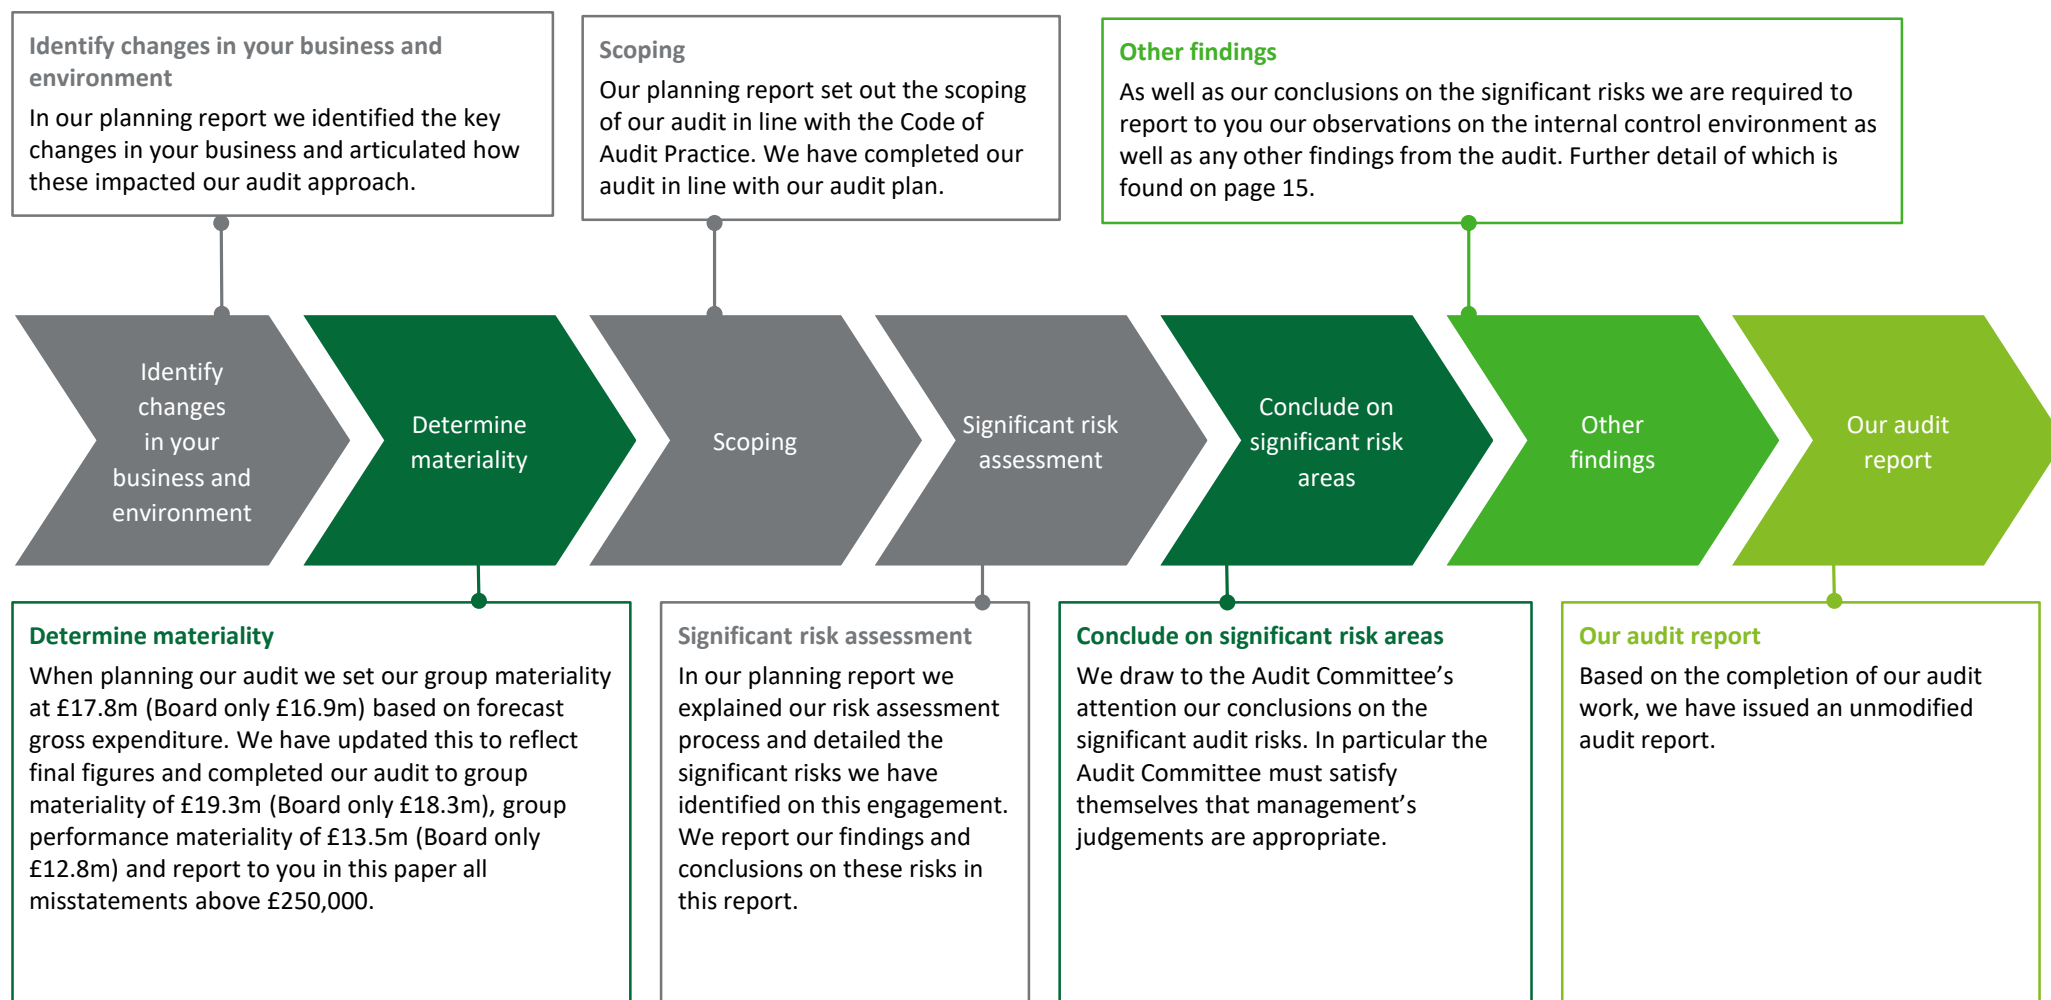 Identify changes in your business and
environment
In our planning report we identified the key
changes in your business and articulated how
these impacted our audit approach.
Scoping
Our planning report set out the scoping
of our audit in line with the Code of
Audit Practice. We have completed our
audit in line with our audit plan.
Other findings
As well as our conclusions on the significant risks we are required to
report to you our observations on the internal control environment as
well as any other findings from the audit. Further detail of which is
found on page 15.
Identify
changes
in your
business and
environment
Determine
materiality
Scoping
Significant risk
assessment
Conclude on
significant risk
areas
Other
findings
Our audit
report
Determine materiality
When planning our audit we set our group materiality
at £17.8m (Board only £16.9m) based on forecast
gross expenditure. We have updated this to reflect
final figures and completed our audit to group
materiality of £19.3m (Board only £18.3m), group
performance materiality of £13.5m (Board only
£12.8m) and report to you in this paper all
misstatements above £250,000.
Significant risk assessment
In our planning report we
explained our risk assessment
process and detailed the
significant risks we have
identified on this engagement.
We report our findings and
conclusions on these risks in
this report.
Conclude on significant risk areas
We draw to the Audit Committee’s
attention our conclusions on the
significant audit risks. In particular the
Audit Committee must satisfy
themselves that management’s
judgements are appropriate.
Our audit report
Based on the completion of our audit
work, we have issued an unmodified
audit report.